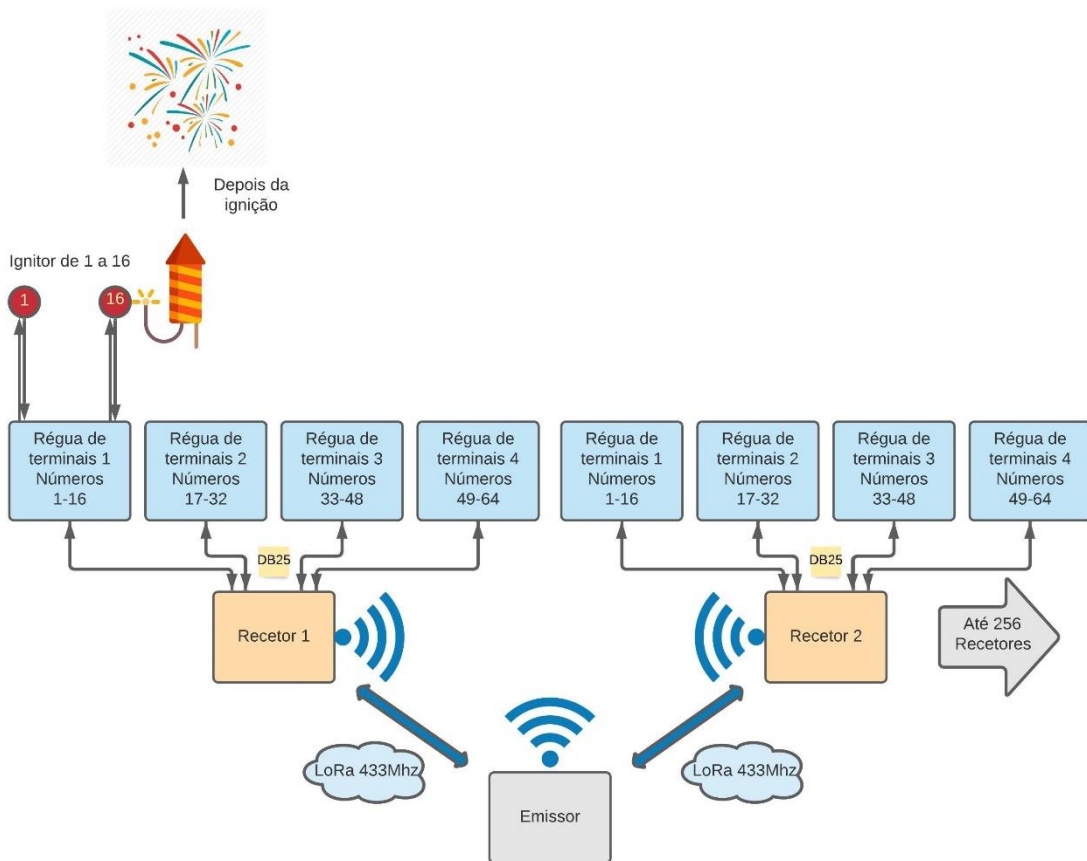 Depois da
ignição
Ignitor de 1 a 16
1
16
Régua de
terminais 1
Números
1-16
Régua de
terminais 2
Números
17-32
Régua de
terminais 3
Números
33-48
Régua de
terminais 4
Números
49-64
Régua de
terminais 1
Números
1-16
Régua de
terminais 2
Números
17-32
Régua de
terminais 3
Números
33-48
Régua de
terminais 4
Números
49-64
DB25
DB25
Recetor 1
Recetor 2
Até 256
Recetores
LoRa 433Mhz
LoRa 433Mhz
Emissor